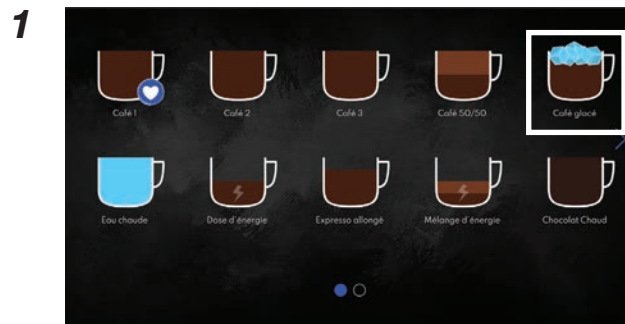 1
Café 1 Café 2 Café 3 Café 50/50 Café glacé
Eau chaude Dose d'énergie Expresso allongé Mélange d'énergie Chocolat Chaud